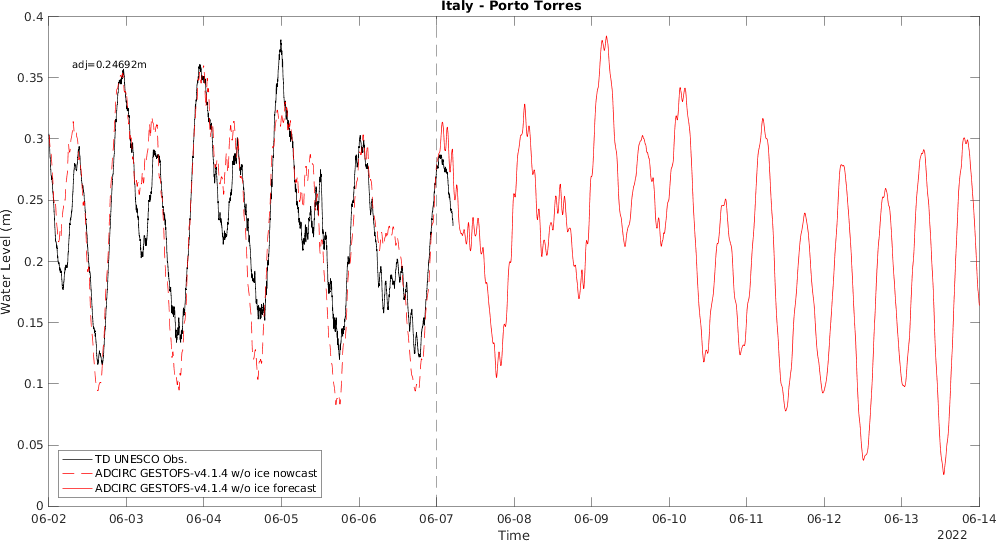 Italy - Porto Torres
adj=0.24692m
Water Level (m)
0.4
0.35
0.3
0.25
0.2
0.15
0.1
0.05
0
TD UNESCO Obs.
ADCIRC GESTOFS-v4.1.4 w/o ice nowcast
ADCIRC GESTOFS-v4.1.4 w/o ice forecast
06-02 06-03 06-04 06-05 06-06 06-07 06-08 06-09 06-10 06-11 06-12 06-13 06-14
Time
2022